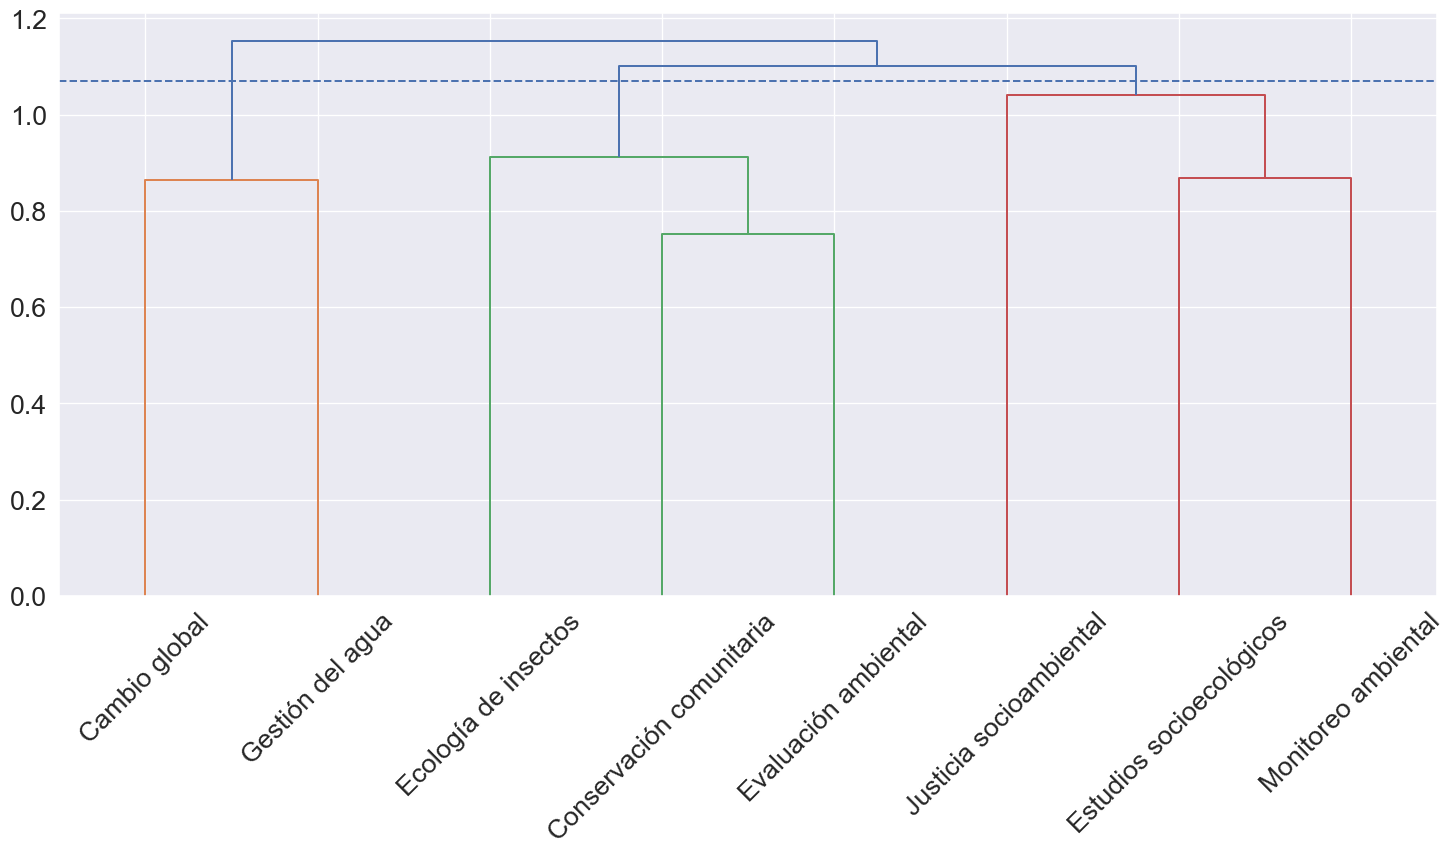 1.2
1.0
0.8
0.6
0.4
0.2
0.0
Cambio global
Gestión del agua
Ecología de insectos
Conservación comunitaria
Evaluación ambiental
Justicia socioambiental
Estudios socioecológicos
Monitoreo ambiental